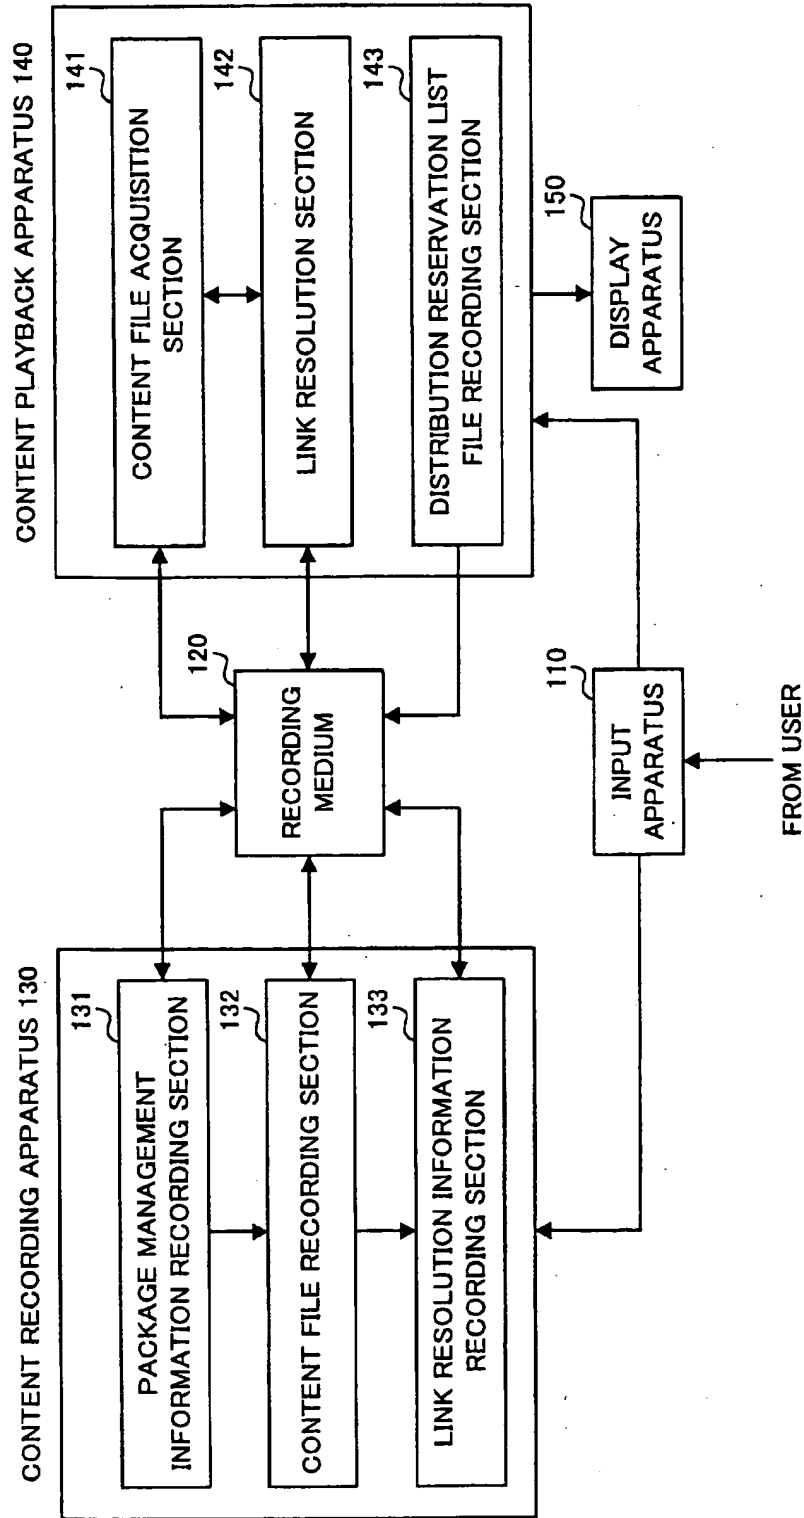 CONTENT RECORDING APPARATUS 130
131
PACKAGE MANAGEMENT
INFORMATION RECORDING SECTION
132
CONTENT FILE RECORDING SECTION
133
LINK RESOLUTION INFORMATION
RECORDING SECTION
120
RECORDING
MEDIUM
110
INPUT
APPARATUS
FROM USER
CONTENT PLAYBACK APPARATUS 140
141
CONTENT FILE ACQUISITION
SECTION
142
LINK RESOLUTION SECTION
143
DISTRIBUTION RESERVATION LIST
FILE RECORDING SECTION
150
DISPLAY
APPARATUS